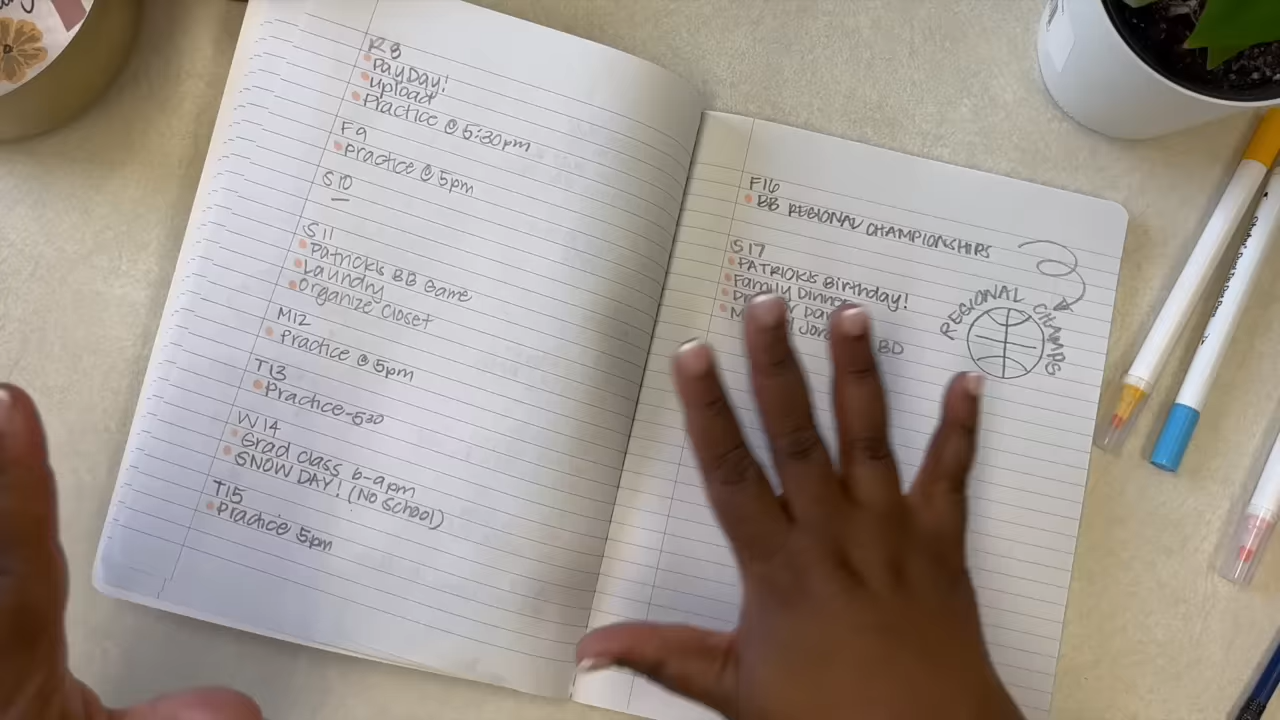 R8
PayDay!
upload
Practice @ 5:30pm
F9
practice @ 5pm
S10
—
S11
Patrick's BB Game
Laundry
Organize Closet
M12
Practice @ 5pm
T13
Practice-530
W14
Grad class 6-9pm
SNOW DAY! (NO School)
T15
Practice 5pm
F16
BB REGIONAL CHAMPIONSHIPS
S17
PATRICK'S Birthday!
Family Dinner
BD
REGIONAL CHAMPS